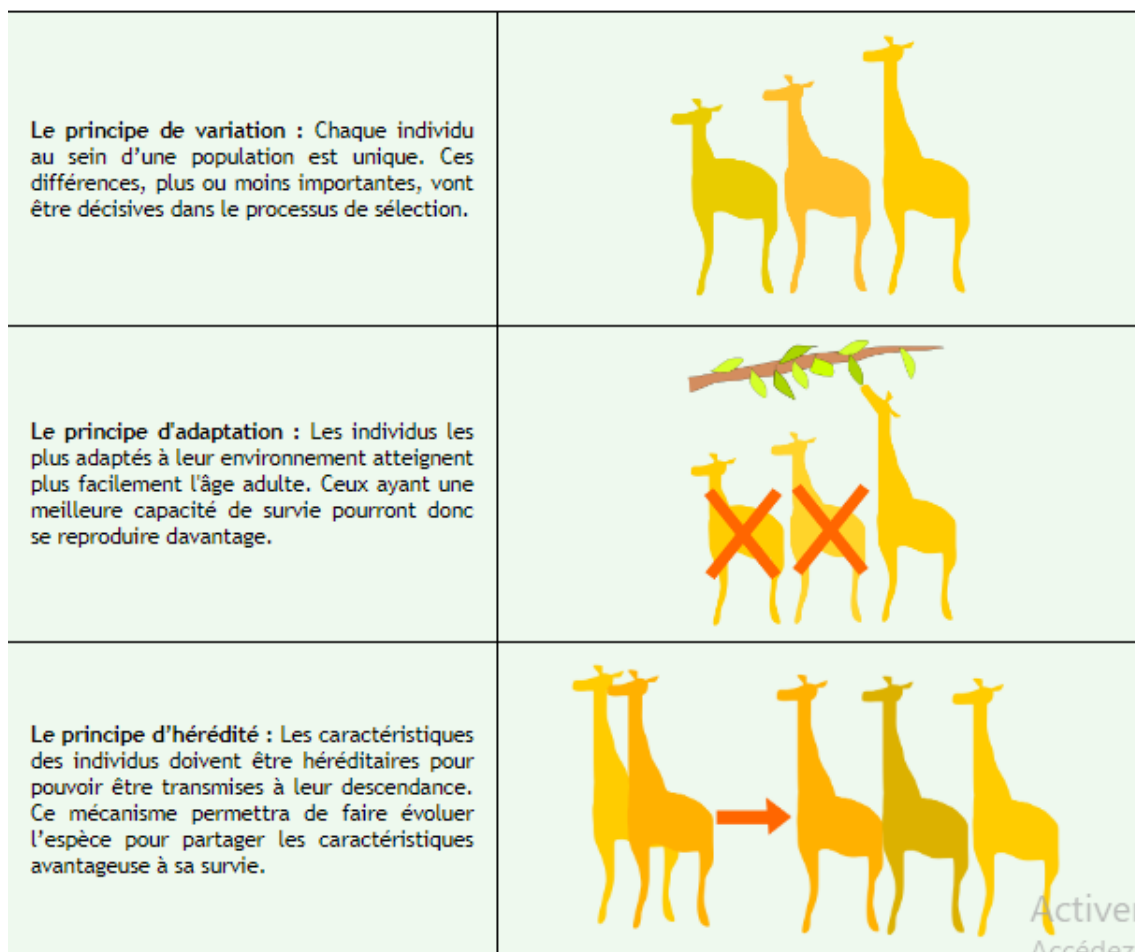 Le principe de variation : Chaque individu
au sein d'une population est unique. Ces
différences, plus ou moins importantes, vont
être décisives dans le processus de sélection.
Le principe d'adaptation : Les individus les
plus adaptés à leur environnement atteignent
plus facilement l'âge adulte. Ceux ayant une
meilleure capacité de survie pourront donc
se reproduire davantage.
Le principe d'hérédité : Les caractéristiques
des individus doivent être héréditaires pour
pouvoir être transmises à leur descendance.
Ce mécanisme permettra de faire évoluer
l'espèce pour partager les caractéristiques
avantageuse à sa survie.
Activer
Accédez